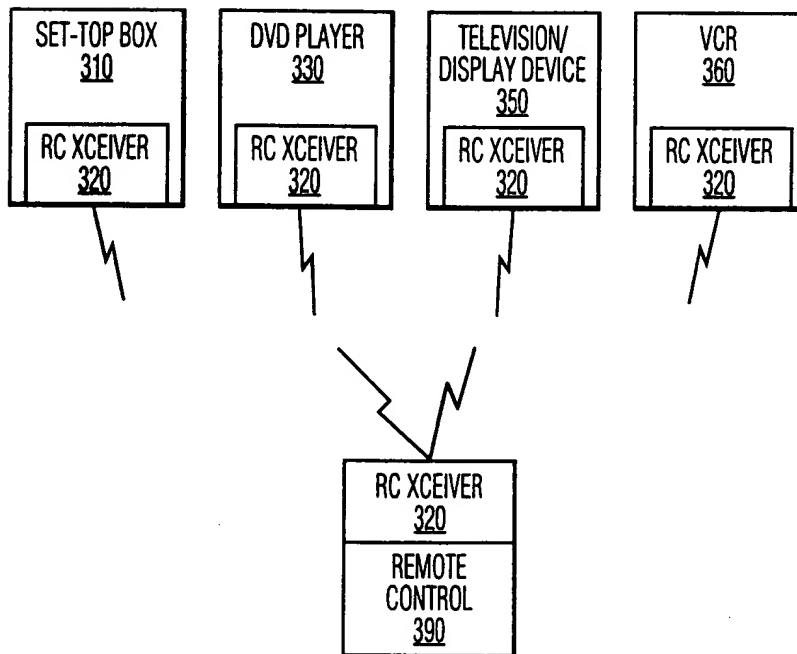 SET-TOP BOX
310
RC XCEIVER
320
DVD PLAYER
330
RC XCEIVER
320
TELEVISION/
DISPLAY DEVICE
350
RC XCEIVER
320
VCR
360
RC XCEIVER
320
RC XCEIVER
320
REMOTE
CONTROL
390